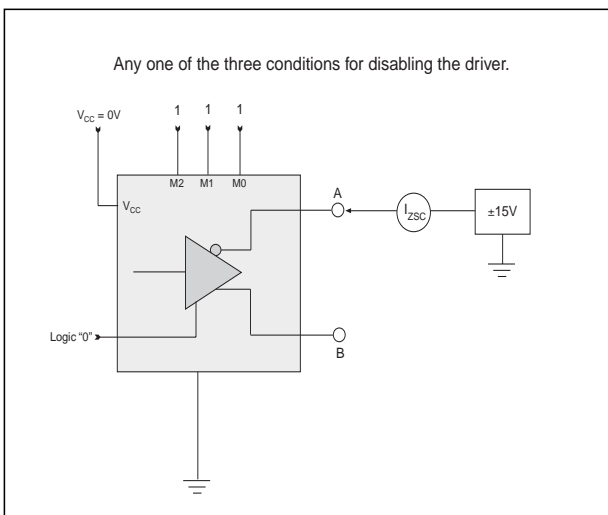 Any one of the three conditions for disabling the driver.
V_CC = 0V
1 1 1
M2 M1 M0
V_CC
A
I_ZSC
±15V
Logic “0”
B